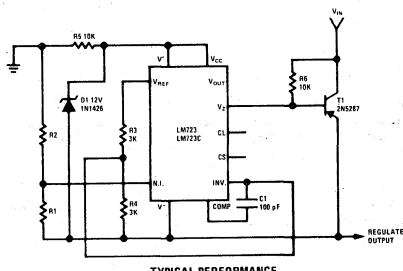 VIN
R5 10K
V+
VCC
VREF
VOUT
R6
10K
VZ
T1
2N5287
D1 12V
1N1426
R3
3K
LM723
LM723C
CL
R2
CS
N.I.
INV.
R4
3K
C1
100 pF
R1
V-
COMP
REGULATE
OUTPUT
TYPICAL PERFORMANCE